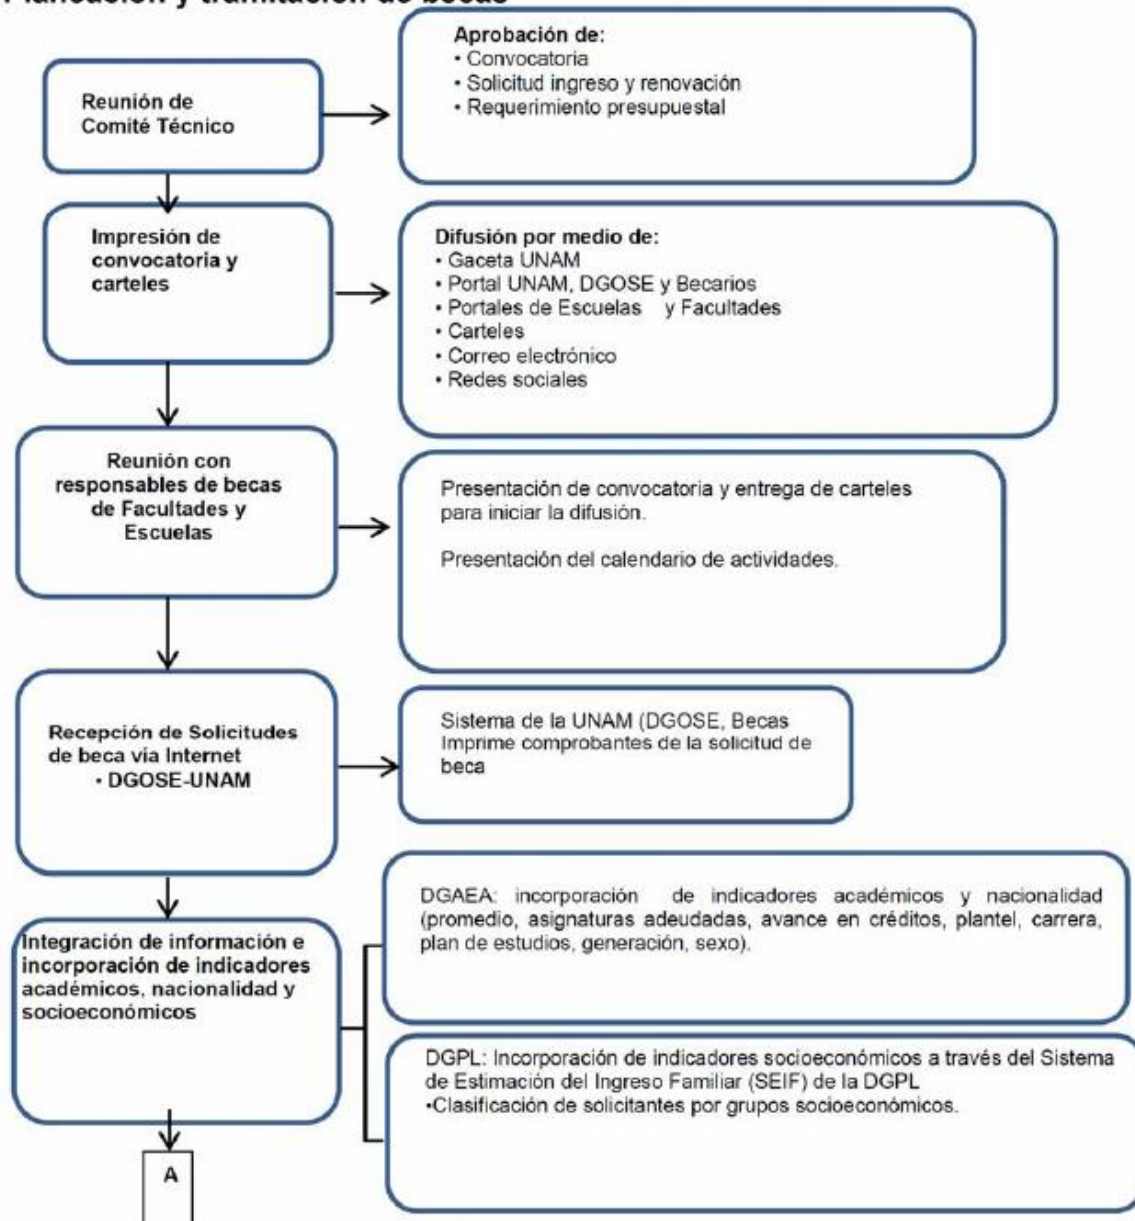 Planeación y tramitación de becas
Reunión de
Comité Técnico
Aprobación de:
• Convocatoria
• Solicitud ingreso y renovación
• Requerimiento presupuestal
Impresión de
convocatoria y
carteles
Difusión por medio de:
• Gaceta UNAM
• Portal UNAM, DGOSE y Becarios
• Portales de Escuelas y Facultades
• Carteles
• Correo electrónico
• Redes sociales
Reunión con
responsables de becas
de Facultades y
Escuelas
Presentación de convocatoria y entrega de carteles
para iniciar la difusión.
Presentación del calendario de actividades.
Recepción de Solicitudes
de beca vía Internet
• DGOSE-UNAM
Sistema de la UNAM (DGOSE, Becas
Imprime comprobantes de la solicitud de
beca
Integración de información e
incorporación de indicadores
académicos, nacionalidad y
socioeconómicos
DGAEA: incorporación de indicadores académicos y nacionalidad
(promedio, asignaturas adeudadas, avance en créditos, plantel, carrera,
plan de estudios, generación, sexo).
DGPL: Incorporación de indicadores socioeconómicos a través del Sistema
de Estimación del Ingreso Familiar (SEIF) de la DGPL
•Clasificación de solicitantes por grupos socioeconómicos.
A